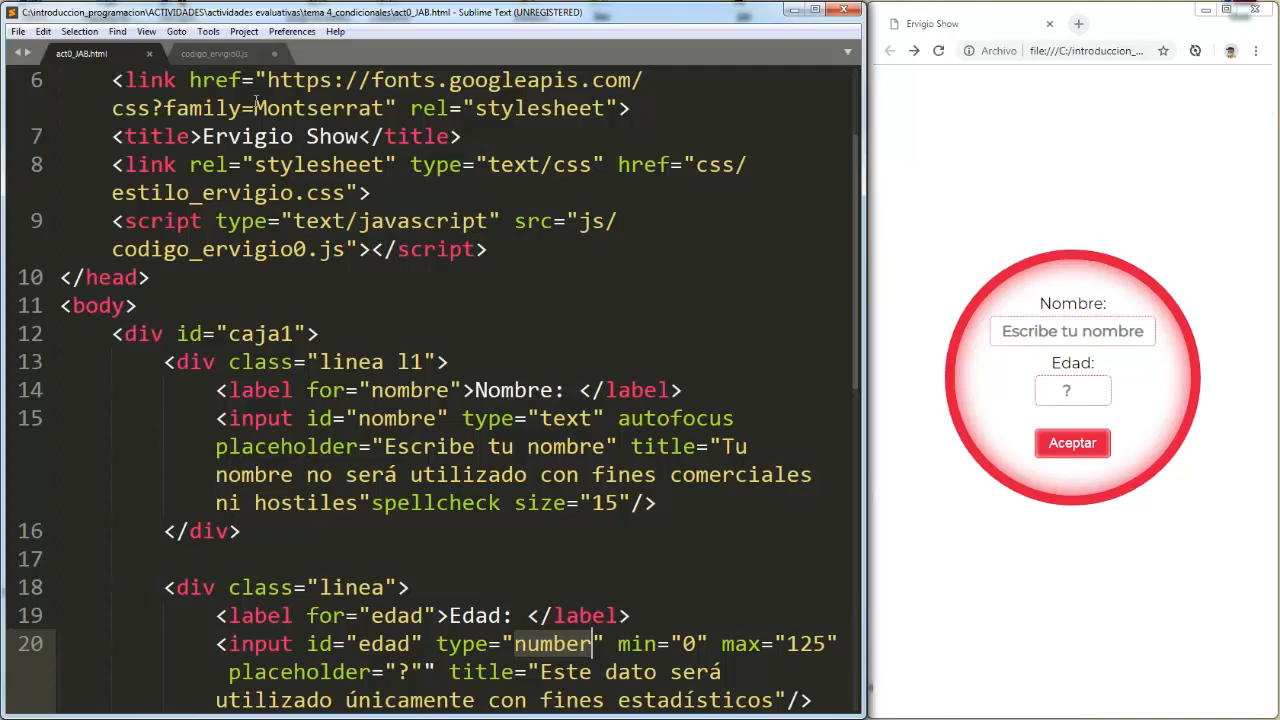 C:\introduccion_programacion\ACTIVIDADES\actividades evaluativas\tema 4_condicionales\act0_JAB.html - Sublime Text (UNREGISTERED)
File Edit Selection Find View Goto Tools Project Preferences Help
act0_JAB.html codigo_ervigio0.js
6 <link href="https://fonts.googleapis.com/
css?family=Montserrat" rel="stylesheet">
7 <title>Ervigio Show</title>
8 <link rel="stylesheet" type="text/css" href="css/
estilo_ervigio.css">
9 <script type="text/javascript" src="js/
codigo_ervigio0.js"></script>
10 </head>
11 <body>
12 <div id="caja1">
13 <div class="linea l1">
14 <label for="nombre">Nombre: </label>
15 <input id="nombre" type="text" autofocus
placeholder="Escribe tu nombre" title="Tu
nombre no será utilizado con fines comerciales
ni hostiles"spellcheck size="15"/>
16 </div>
17
18 <div class="linea">
19 <label for="edad">Edad: </label>
20 <input id="edad" type="number" min="0" max="125"
placeholder="?"" title="Este dato será
utilizado únicamente con fines estadísticos"/>
Ervigio Show
Archivo file:///C:/introduccion_...
Nombre:
Escribe tu nombre
Edad:
?
Aceptar